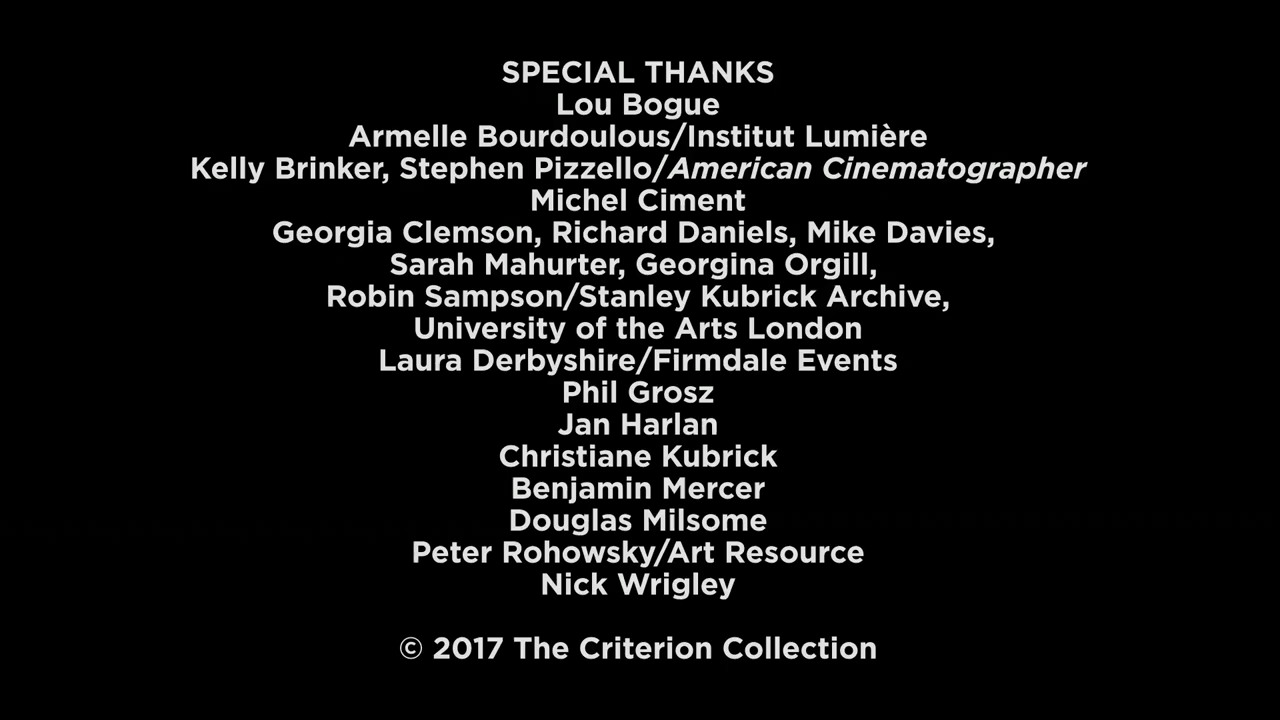 SPECIAL THANKS
Lou Bogue
Armelle Bourdoulous/Institut Lumière
Kelly Brinker, Stephen Pizzello/American Cinematographer
Michel Ciment
Georgia Clemson, Richard Daniels, Mike Davies,
Sarah Mahurter, Georgina Orgill,
Robin Sampson/Stanley Kubrick Archive,
University of the Arts London
Laura Derbyshire/Firmdale Events
Phil Grosz
Jan Harlan
Christiane Kubrick
Benjamin Mercer
Douglas Milsome
Peter Rohowsky/Art Resource
Nick Wrigley
© 2017 The Criterion Collection